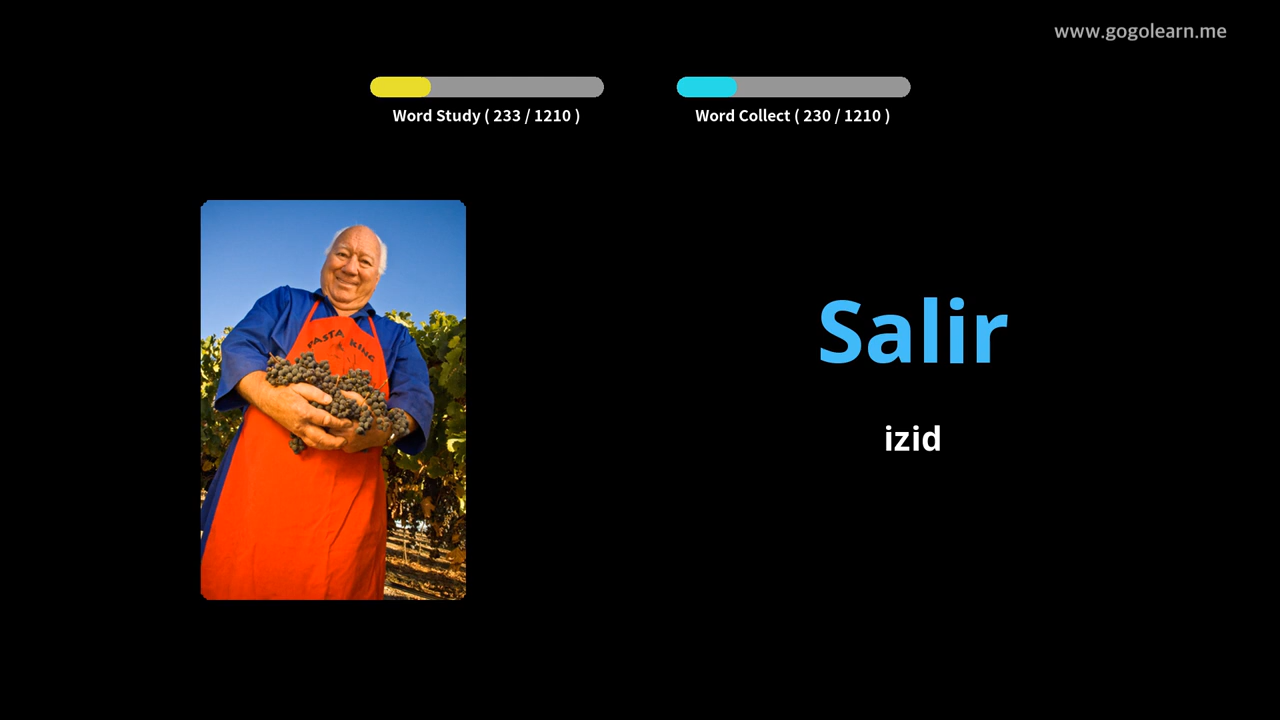 www.gogolearn.me
Word Study ( 233 / 1210 )
Word Collect ( 230 / 1210 )
PASTA KING
Salir
izid